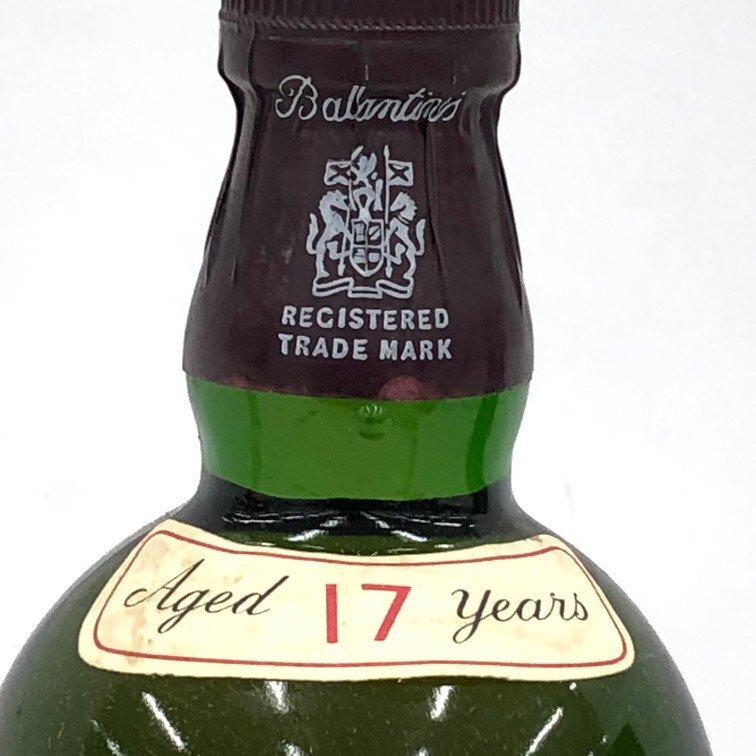 Ballantine's
REGISTERED
TRADE MARK
Aged 17 Years